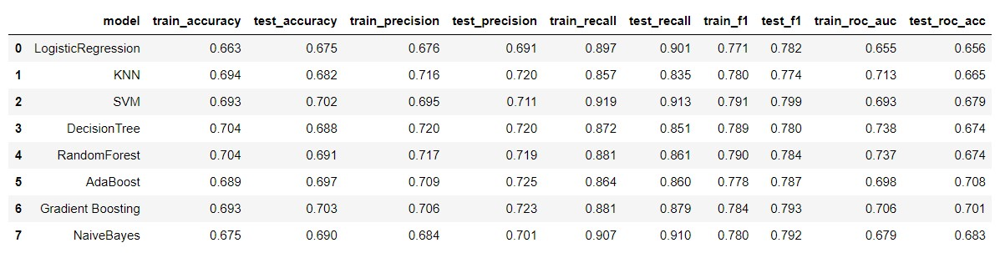 model train_accuracy test_accuracy train_precision test_precision train_recall test_recall train_f1 test_f1 train_roc_auc test_roc_acc
0 LogisticRegression 0.663 0.675 0.676 0.691 0.897 0.901 0.771 0.782 0.655 0.656
1 KNN 0.694 0.682 0.716 0.720 0.857 0.835 0.780 0.774 0.713 0.665
2 SVM 0.693 0.702 0.695 0.711 0.919 0.913 0.791 0.799 0.693 0.679
3 DecisionTree 0.704 0.688 0.720 0.720 0.872 0.851 0.789 0.780 0.738 0.674
4 RandomForest 0.704 0.691 0.717 0.719 0.881 0.861 0.790 0.784 0.737 0.674
5 AdaBoost 0.689 0.697 0.709 0.725 0.864 0.860 0.778 0.787 0.698 0.708
6 Gradient Boosting 0.693 0.703 0.706 0.723 0.881 0.879 0.784 0.793 0.706 0.701
7 NaiveBayes 0.675 0.690 0.684 0.701 0.907 0.910 0.780 0.792 0.679 0.683